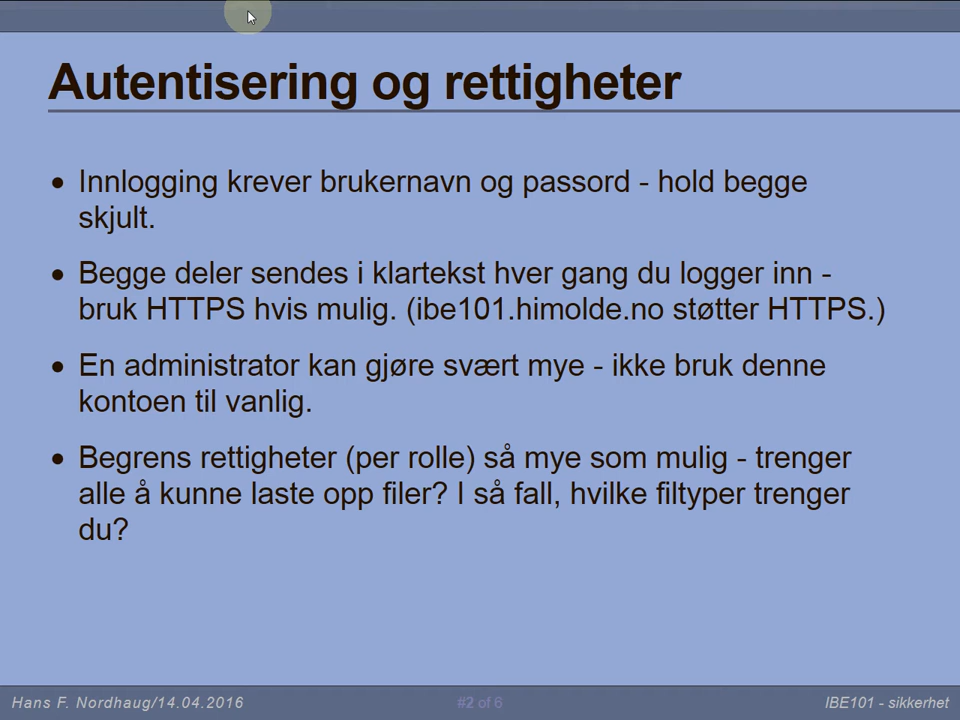 Autentisering og rettigheter
• Innlogging krever brukernavn og passord - hold begge
skjult.
• Begge deler sendes i klartekst hver gang du logger inn -
bruk HTTPS hvis mulig. (ibe101.himolde.no støtter HTTPS.)
• En administrator kan gjøre svært mye - ikke bruk denne
kontoen til vanlig.
• Begrens rettigheter (per rolle) så mye som mulig - trenger
alle å kunne laste opp filer? I så fall, hvilke filtyper trenger
du?
Hans F. Nordhaug/14.04.2016
#2 of 6
IBE101 - sikkerhet